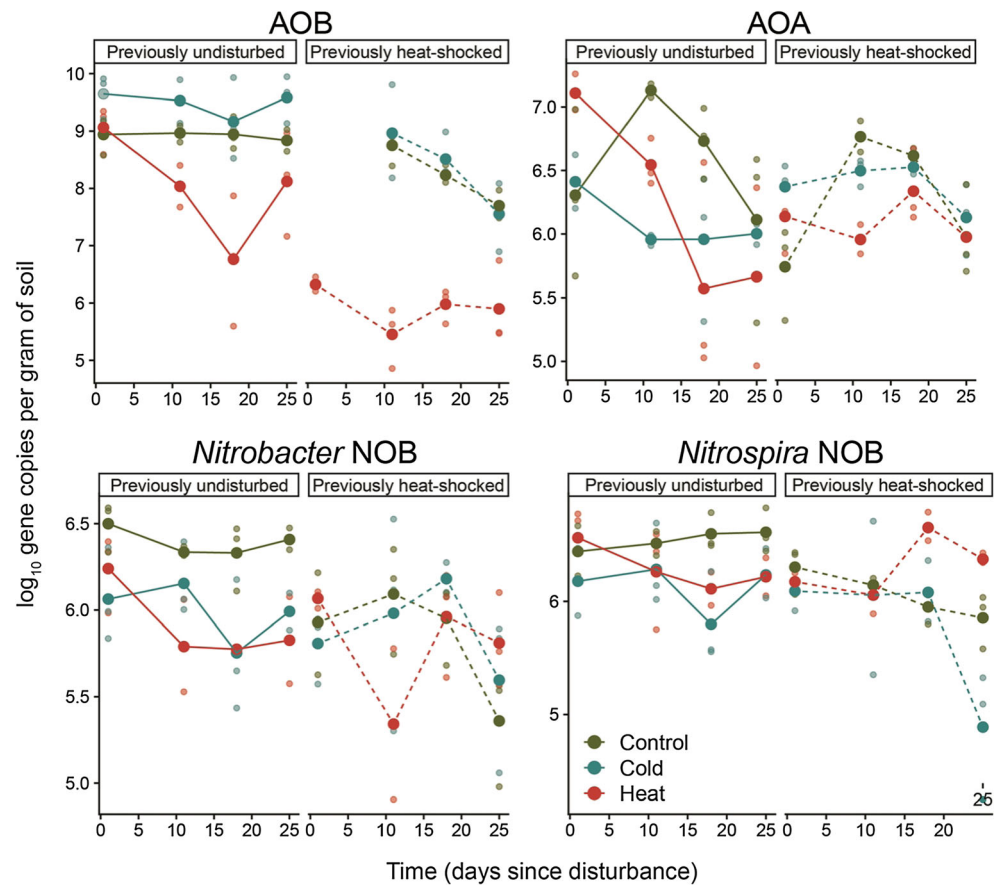 AOB
AOA
Previously undisturbed
Previously heat-shocked
Previously undisturbed
Previously heat-shocked
10
9
8
7
6
5
7.0
6.5
6.0
5.5
5.0
0 5 10 15 20 25
0 5 10 15 20 25
0 5 10 15 20 25
0 5 10 15 20 25
log10 gene copies per gram of soil
Nitrobacter NOB
Nitrospira NOB
Previously undisturbed
Previously heat-shocked
Previously undisturbed
Previously heat-shocked
6.5
6.0
5.5
5.0
6
5
Control
Cold
Heat
25
0 5 10 15 20 25
0 5 10 15 20 25
0 5 10 15 20 25
0 5 10 15 20
Time (days since disturbance)